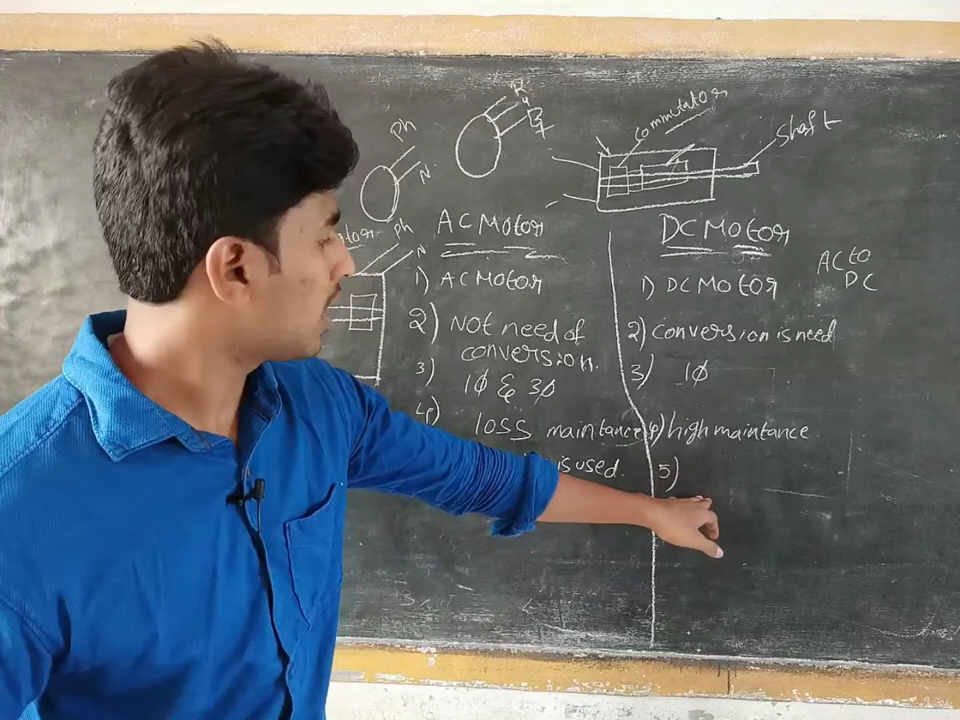 Ph
N
R
Y
B
commutator
shaft
Ph
N
AC Motor
DC Motor
AC to
DC
1) AC Motor
1) DC Motor
2) Not need of
conversion.
2) conversion is need
3) 1ϕ & 3ϕ
3) 1ϕ
4) loss maintance
4) high maintance
is used.
5)